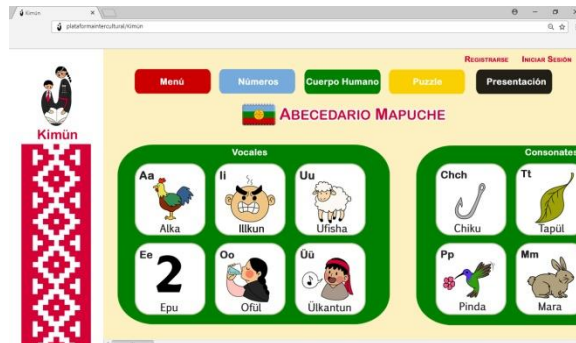 Kimün
plataformaintercultural/Kimün
REGISTRARSE INICIAR SESIÓN
Menú Números Cuerpo Humano Puzzle Presentación
Kimün
ABECEDARIO MAPUCHE
Vocales
Aa
Alka
Ii
Illkun
Uu
Ufisha
Ee
2
Epu
Oo
Oful
Üü
Ülkantun
Consonates
Chch
Chiku
Tt
Tapül
Pp
Pinda
Mm
Mara